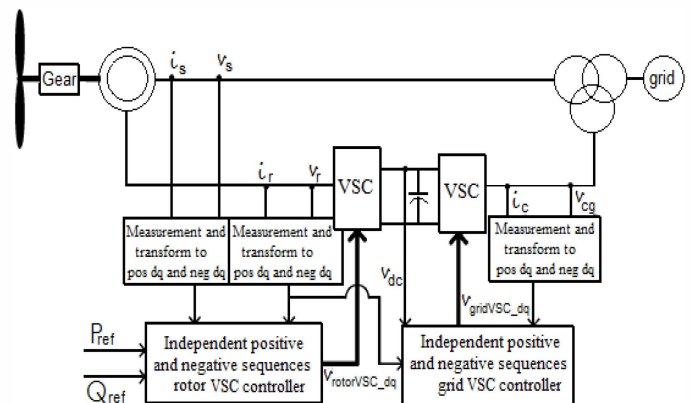 i_s
v_s
Gear
grid
i_r
v_r
VSC
VSC
i_c
v_cg
Measurement and
transform to
pos dq and neg dq
Measurement and
transform to
pos dq and neg dq
Measurement and
transform to
pos dq and neg dq
v_dc
v_gridVSC_dq
P_ref
Q_ref
Independent positive
and negative sequences
rotor VSC controller
v_rotorVSC_dq
Independent positive
and negative sequences
grid VSC controller